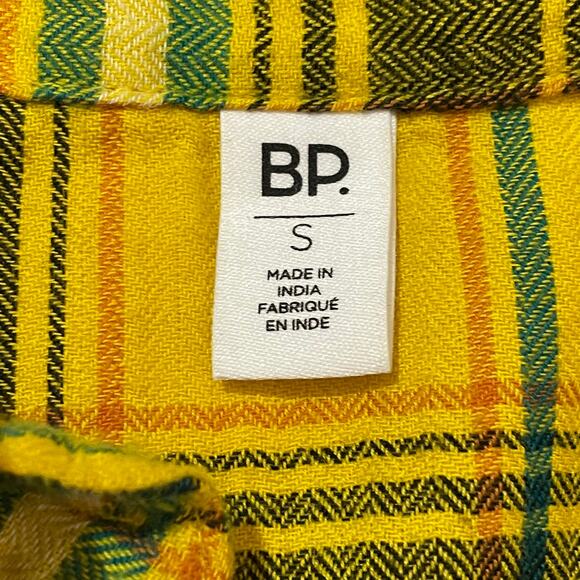 BP.
S
MADE IN
INDIA
FABRIQUÉ
EN INDE